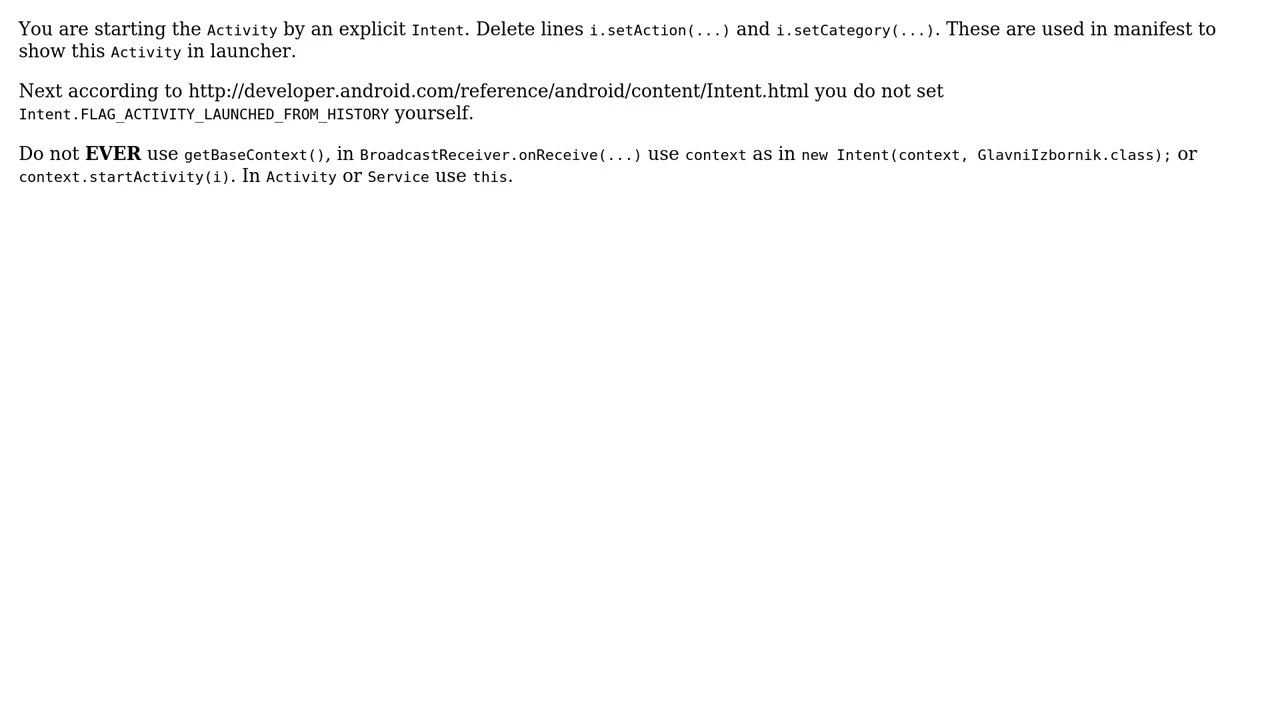 You are starting the Activity by an explicit Intent. Delete lines i.setAction(...) and i.setCategory(...). These are used in manifest to
show this Activity in launcher.
Next according to http://developer.android.com/reference/android/content/Intent.html you do not set
Intent.FLAG_ACTIVITY_LAUNCHED_FROM_HISTORY yourself.
Do not EVER use getBaseContext(), in BroadcastReceiver.onReceive(...) use context as in new Intent(context, GlavniIzbornik.class); or
context.startActivity(i). In Activity or Service use this.